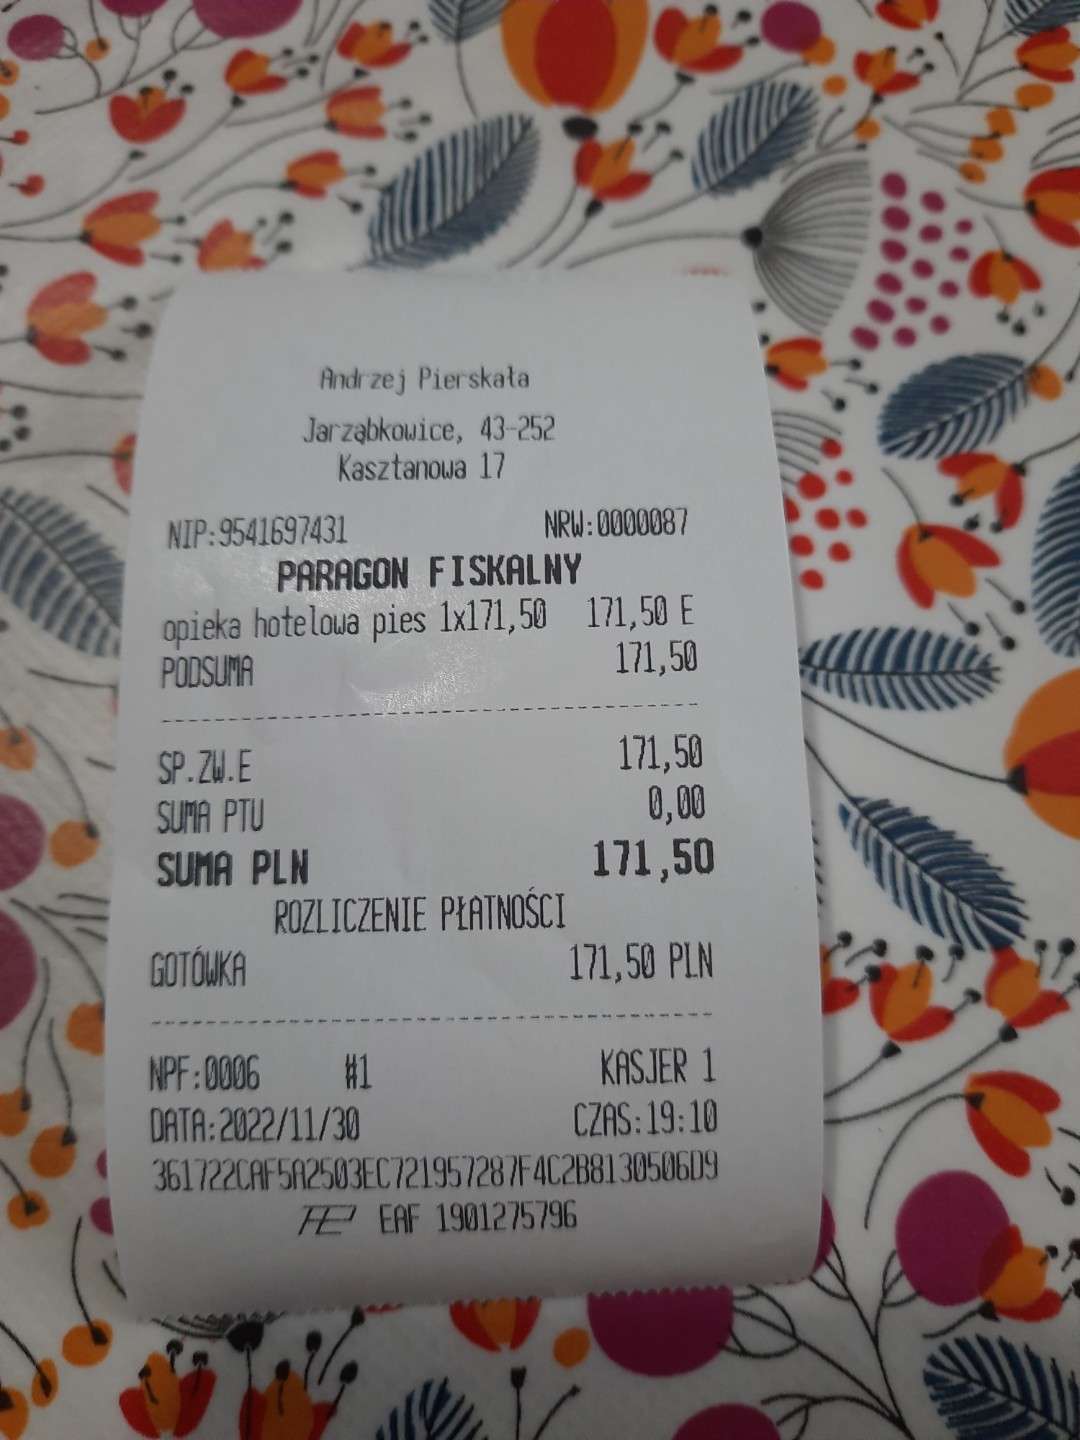 Andrzej Pierskała
Jarząbkowice, 43-252
Kasztanowa 17
NIP:9541697431 NRW:0000087
PARAGON FISKALNY
opieka hotelowa pies 1x171,50 171,50 E
PODSUMA 171,50
SP.ZW.E 171,50
SUMA PTU 0,00
SUMA PLN 171,50
ROZLICZENIE PŁATNOŚCI
GOTÓWKA 171,50 PLN
NPF:0006 #1 KASJER 1
DATA:2022/11/30 CZAS:19:10
361722CAF5A2503EC721957287F4C2B8130506D9
EAF 1901275796